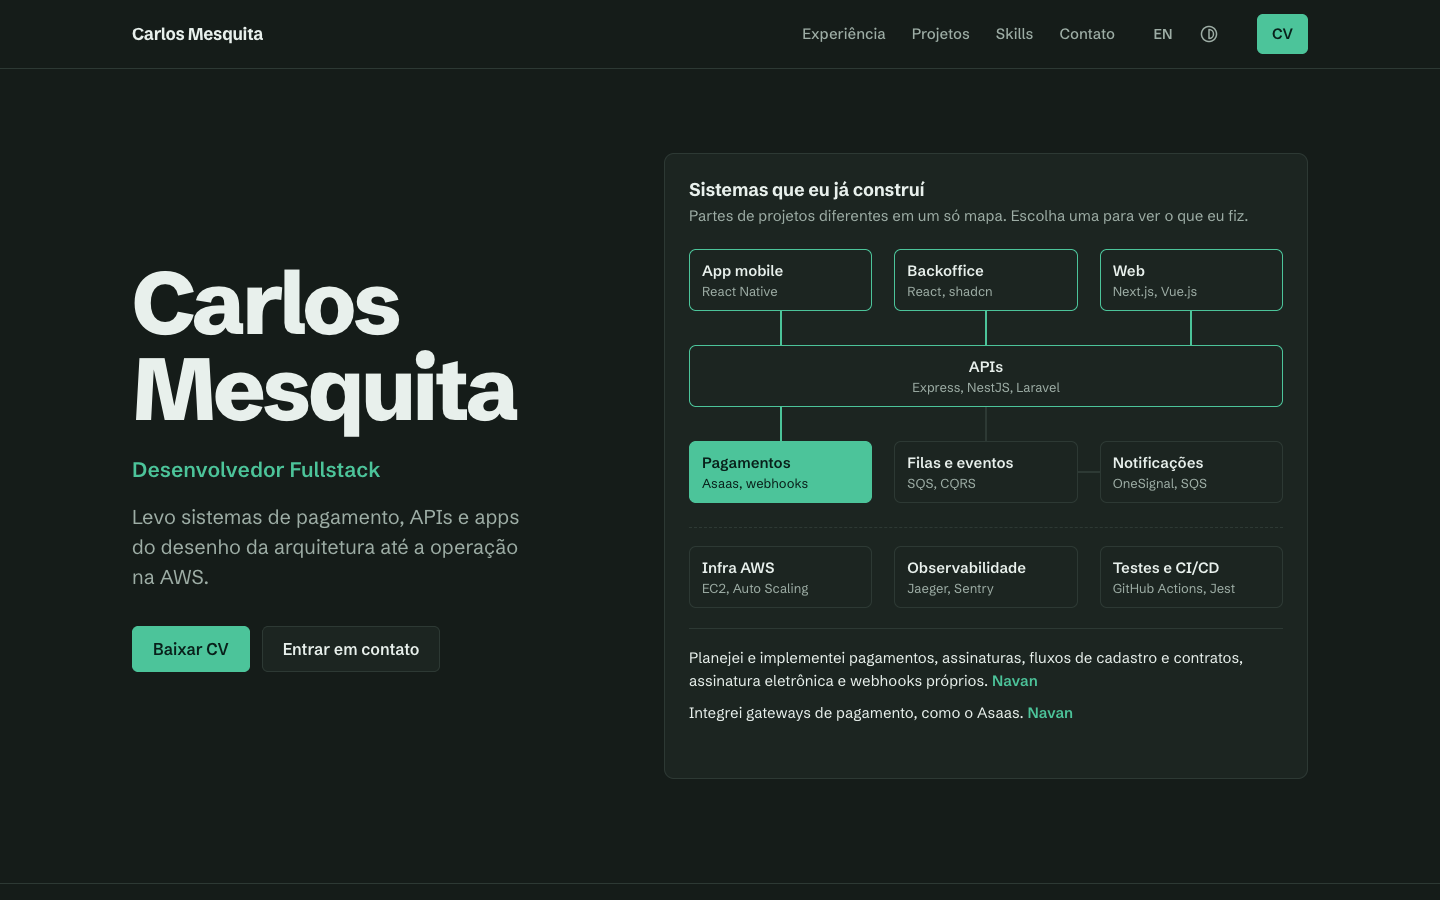 Carlos Mesquita
Experiência
Projetos
Skills
Contato
EN
CV
Carlos
Mesquita
Desenvolvedor Fullstack
Levo sistemas de pagamento, APIs e apps
do desenho da arquitetura até a operação
na AWS.
Baixar CV
Entrar em contato
Sistemas que eu já construí
Partes de projetos diferentes em um só mapa. Escolha uma para ver o que eu fiz.
App mobile
React Native
Backoffice
React, shadcn
Web
Next.js, Vue.js
APIs
Express, NestJS, Laravel
Pagamentos
Asaas, webhooks
Filas e eventos
SQS, CQRS
Notificações
OneSignal, SQS
Infra AWS
EC2, Auto Scaling
Observabilidade
Jaeger, Sentry
Testes e CI/CD
GitHub Actions, Jest
Planejei e implementei pagamentos, assinaturas, fluxos de cadastro e contratos,
assinatura eletrônica e webhooks próprios. Navan
Integrei gateways de pagamento, como o Asaas. Navan